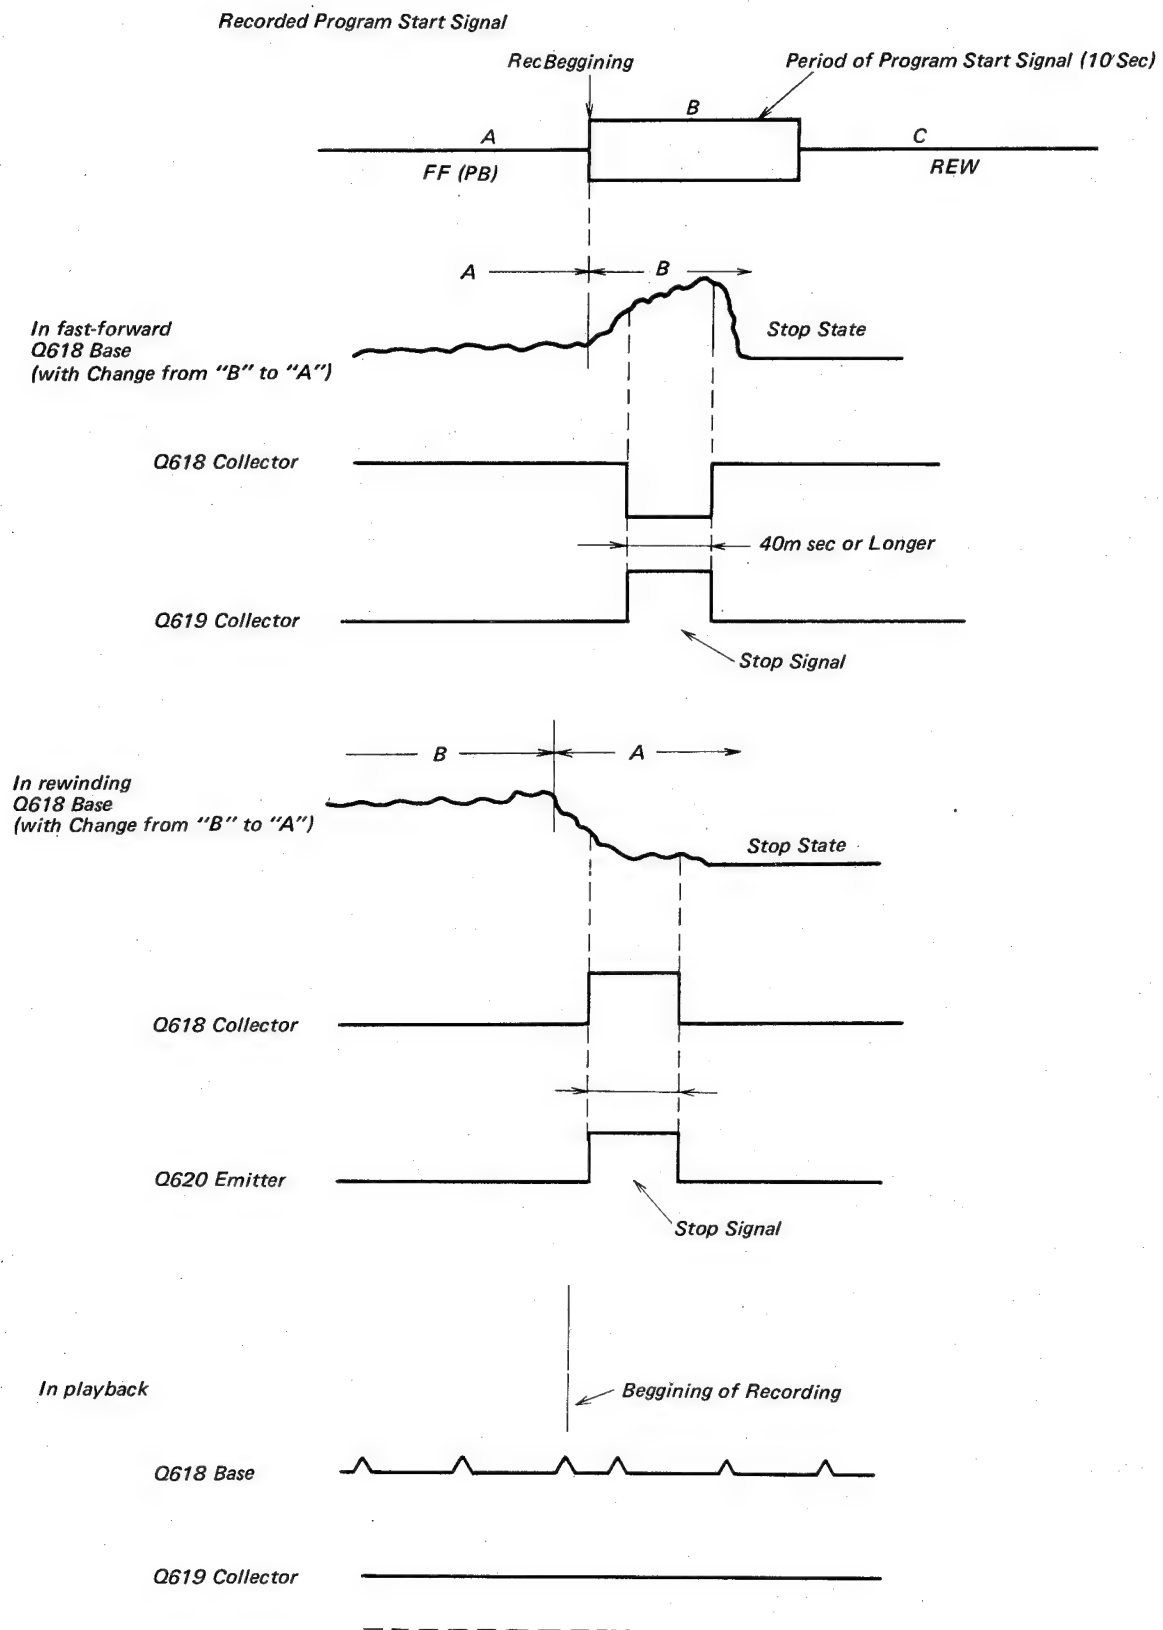 Recorded Program Start Signal
Rec Beggining
Period of Program Start Signal (10 Sec)
B
A
C
FF (PB)
REW
A
B
In fast-forward
Q618 Base
(with Change from "B" to "A")
Stop State
Q618 Collector
40m sec or Longer
Q619 Collector
Stop Signal
B
A
In rewinding
Q618 Base
(with Change from "B" to "A")
Stop State
Q618 Collector
Q620 Emitter
Stop Signal
In playback
Beggining of Recording
Q618 Base
Q619 Collector